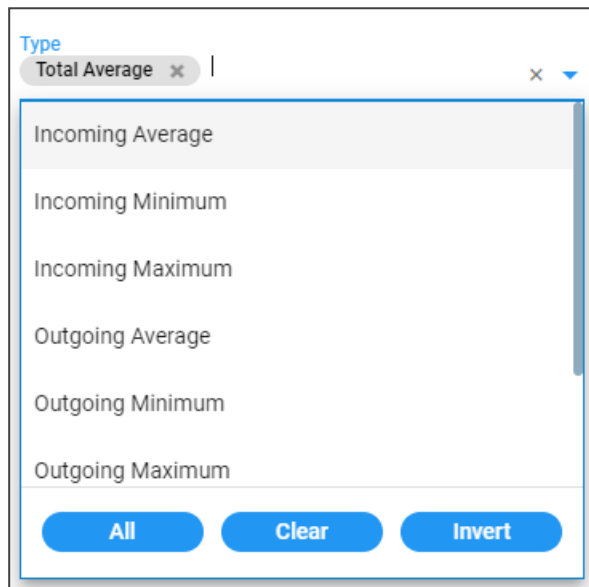 Type
Total Average
Incoming Average
Incoming Minimum
Incoming Maximum
Outgoing Average
Outgoing Minimum
Outgoing Maximum
All Clear Invert